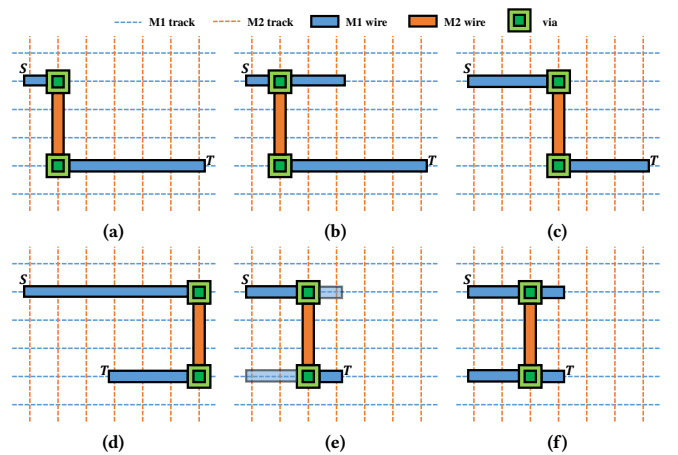 M1 track M2 track M1 wire M2 wire via
S S S
T T T
(a) (b) (c)
S S S
T T T
(d) (e) (f)